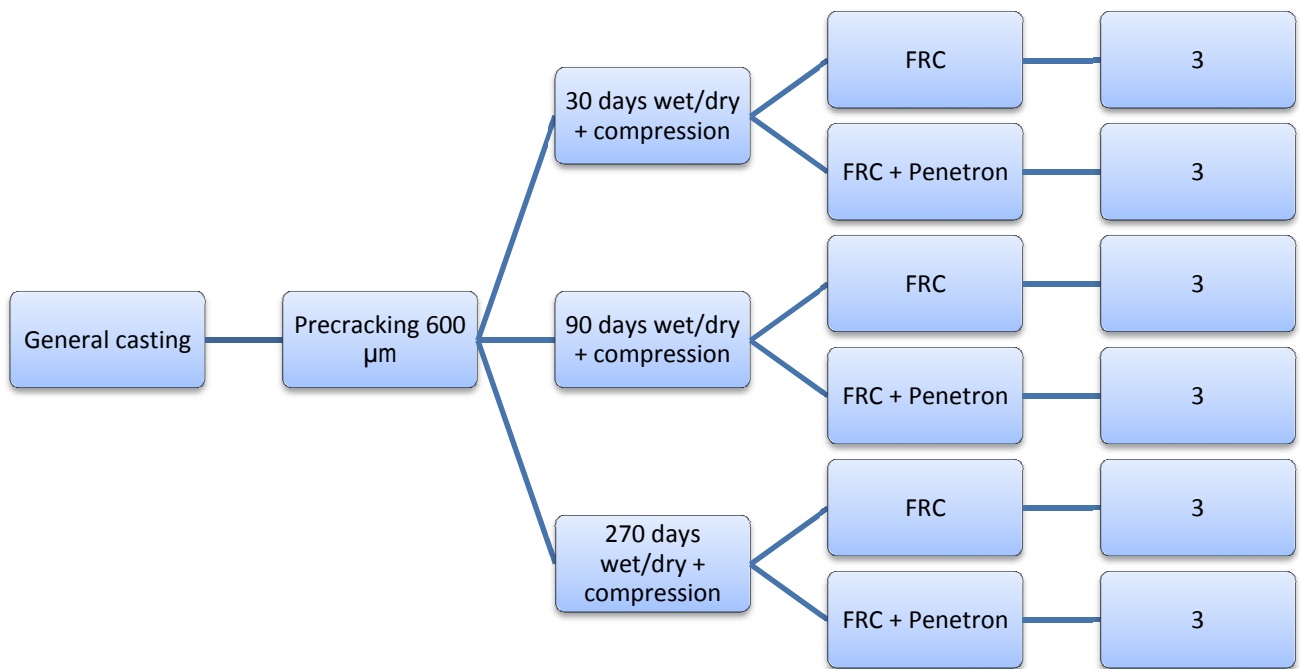 General casting
Precracking 600
µm
30 days wet/dry
+ compression
FRC
3
FRC + Penetron
3
90 days wet/dry
+ compression
FRC
3
FRC + Penetron
3
270 days
wet/dry +
compression
FRC
3
FRC + Penetron
3